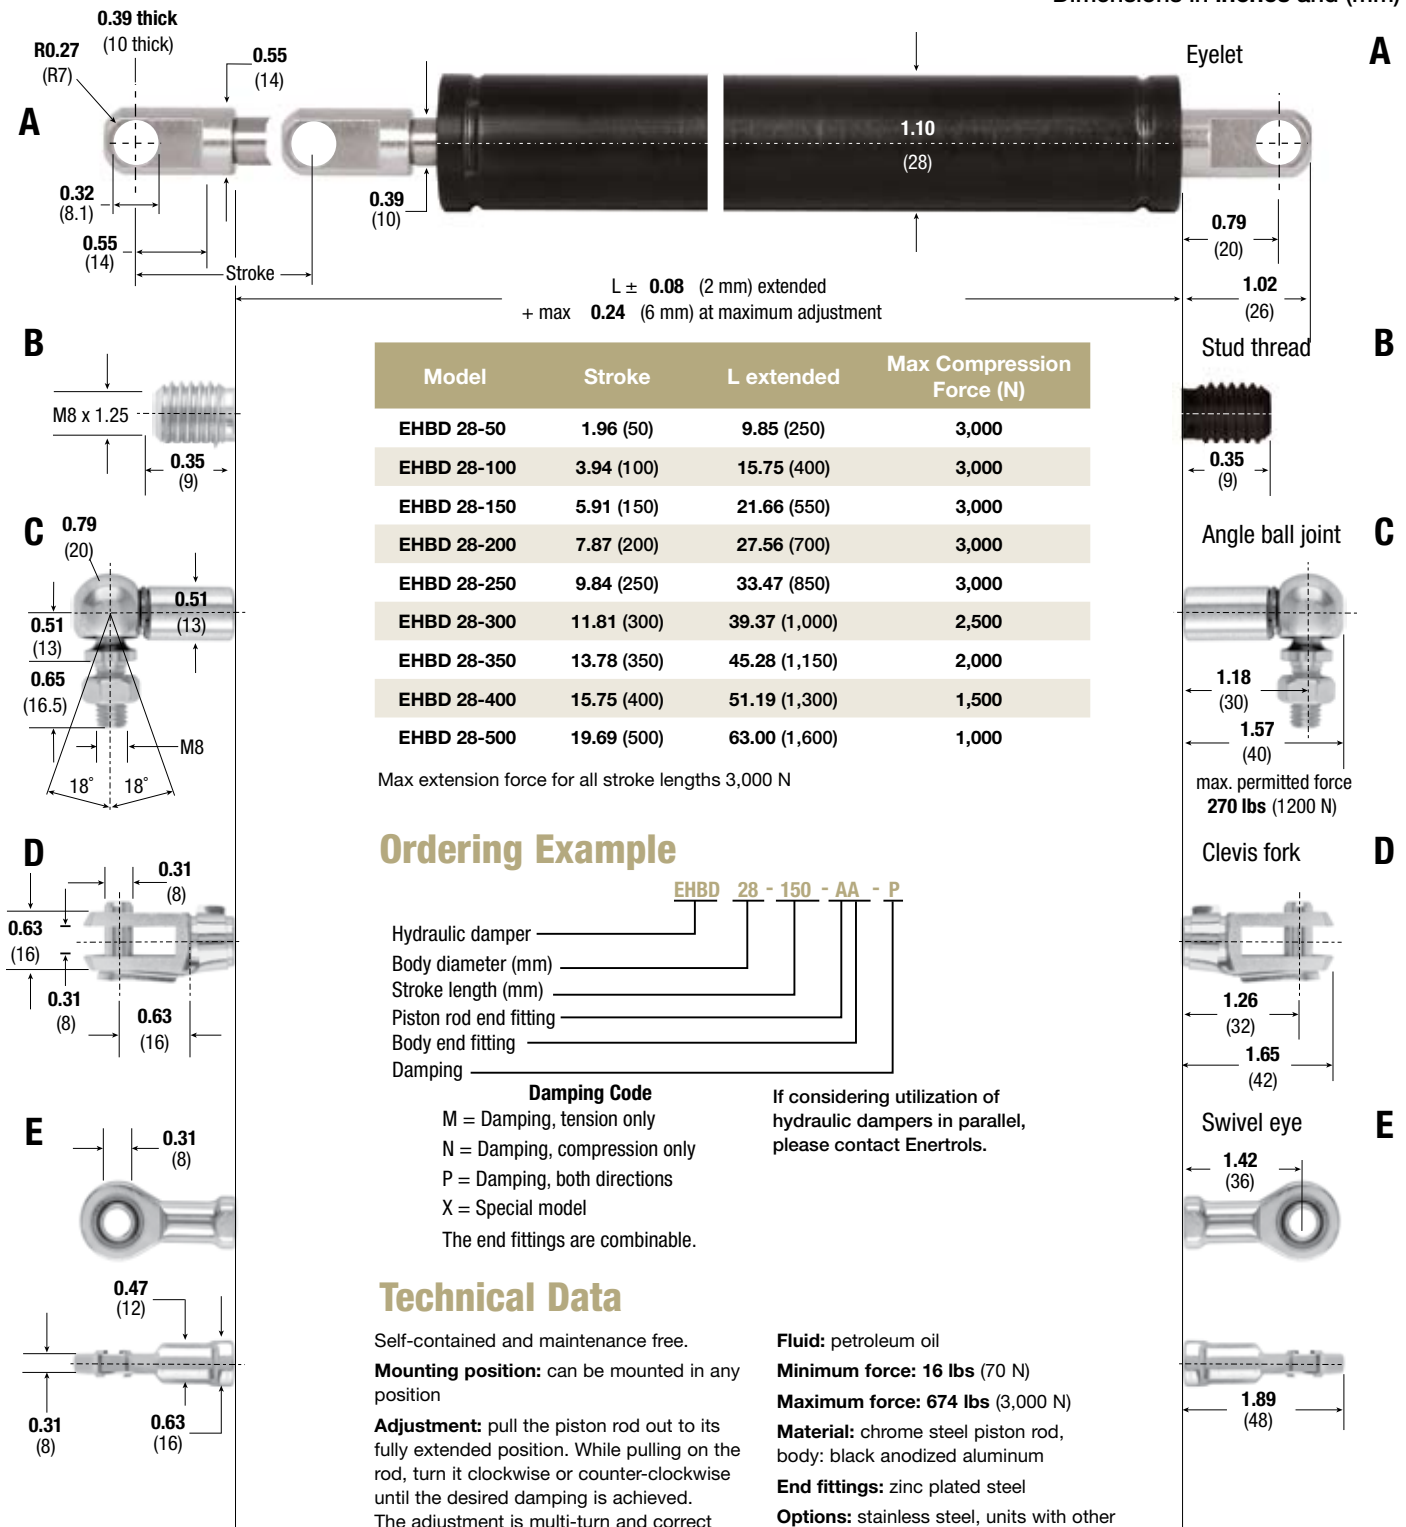 Dimensions in inches and (mm)
0.39 thick
(10 thick)
R0.27
(R7)
0.55
(14)
Eyelet
A
A
1.10
(28)
0.32
(8.1)
0.39
(10)
0.55
(14)
Stroke
0.79
(20)
L ± 0.08 (2 mm) extended
+ max 0.24 (6 mm) at maximum adjustment
1.02
(26)
B
Stud thread
B
M8 x 1.25
0.35
(9)
0.35
(9)
Model Stroke L extended Max Compression
Force (N)
EHBD 28-50 1.96 (50) 9.85 (250) 3,000
EHBD 28-100 3.94 (100) 15.75 (400) 3,000
EHBD 28-150 5.91 (150) 21.66 (550) 3,000
EHBD 28-200 7.87 (200) 27.56 (700) 3,000
EHBD 28-250 9.84 (250) 33.47 (850) 3,000
EHBD 28-300 11.81 (300) 39.37 (1,000) 2,500
EHBD 28-350 13.78 (350) 45.28 (1,150) 2,000
EHBD 28-400 15.75 (400) 51.19 (1,300) 1,500
EHBD 28-500 19.69 (500) 63.00 (1,600) 1,000
Max extension force for all stroke lengths 3,000 N
C
0.79
(20)
0.51
(13)
0.51
(13)
0.65
(16.5)
M8
18° 18°
Angle ball joint
C
1.18
(30)
1.57
(40)
max. permitted force
270 lbs (1200 N)
Ordering Example
EHBD 28 - 150 - AA - P
Hydraulic damper
Body diameter (mm)
Stroke length (mm)
Piston rod end fitting
Body end fitting
Damping
Damping Code
M = Damping, tension only
N = Damping, compression only
P = Damping, both directions
X = Special model
The end fittings are combinable.
If considering utilization of
hydraulic dampers in parallel,
please contact Enertrols.
D
0.31
(8)
0.63
(16)
0.31
(8)
0.63
(16)
Clevis fork
D
1.26
(32)
1.65
(42)
E
0.31
(8)
0.47
(12)
0.31
(8)
0.63
(16)
Swivel eye
E
1.42
(36)
1.89
(48)
Technical Data
Self-contained and maintenance free.
Mounting position: can be mounted in any
position
Adjustment: pull the piston rod out to its
fully extended position. While pulling on the
rod, turn it clockwise or counter-clockwise
until the desired damping is achieved.
The adjustment is multi-turn and correct
Fluid: petroleum oil
Minimum force: 16 lbs (70 N)
Maximum force: 674 lbs (3,000 N)
Material: chrome steel piston rod,
body: black anodized aluminum
End fittings: zinc plated steel
Options: stainless steel, units with other